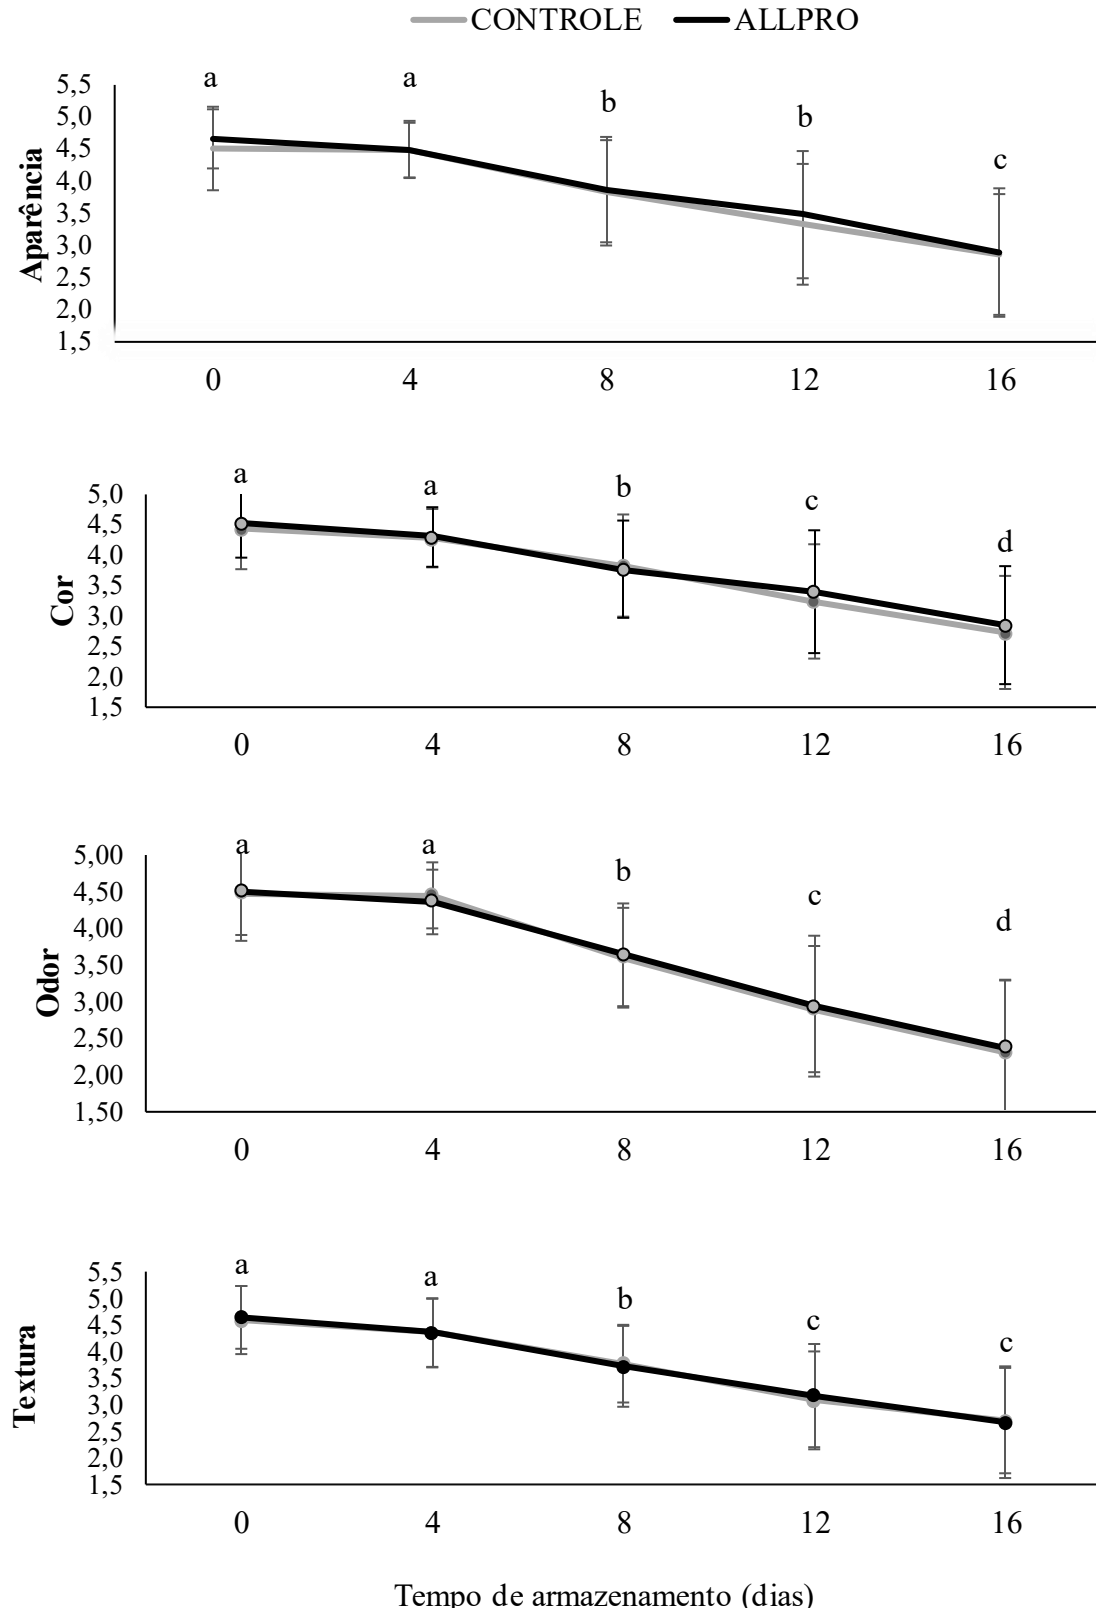 CONTROLE ALLPRO
a a b b c
5,5
5,0
4,5
4,0
3,5
3,0
2,5
2,0
1,5
Aparência
0 4 8 12 16
a a b c d
5,0
4,5
4,0
3,5
3,0
2,5
2,0
1,5
Cor
0 4 8 12 16
a a b c d
5,00
4,50
4,00
3,50
3,00
2,50
2,00
1,50
Odor
0 4 8 12 16
a a b c c
5,5
5,0
4,5
4,0
3,5
3,0
2,5
2,0
1,5
Textura
0 4 8 12 16
Tempo de armazenamento (dias)